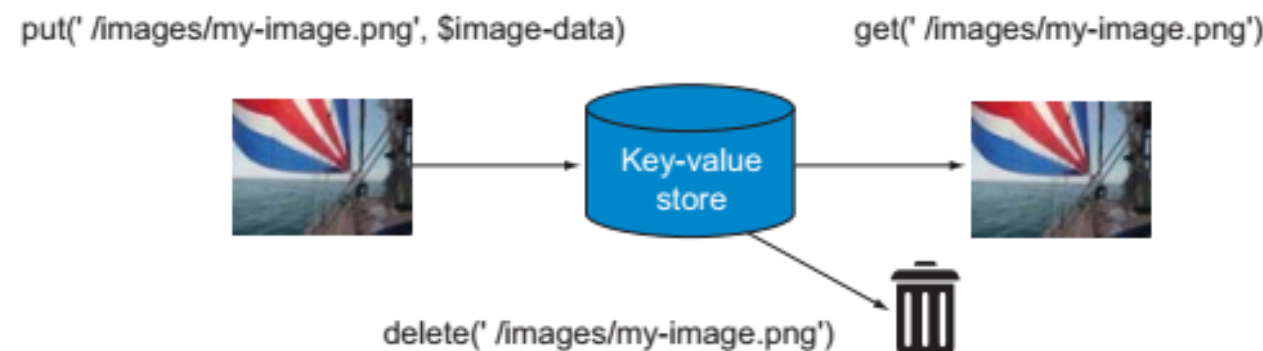 put(' /images/my-image.png', $image-data)
get(' /images/my-image.png')
Key-value
store
delete(' /images/my-image.png')